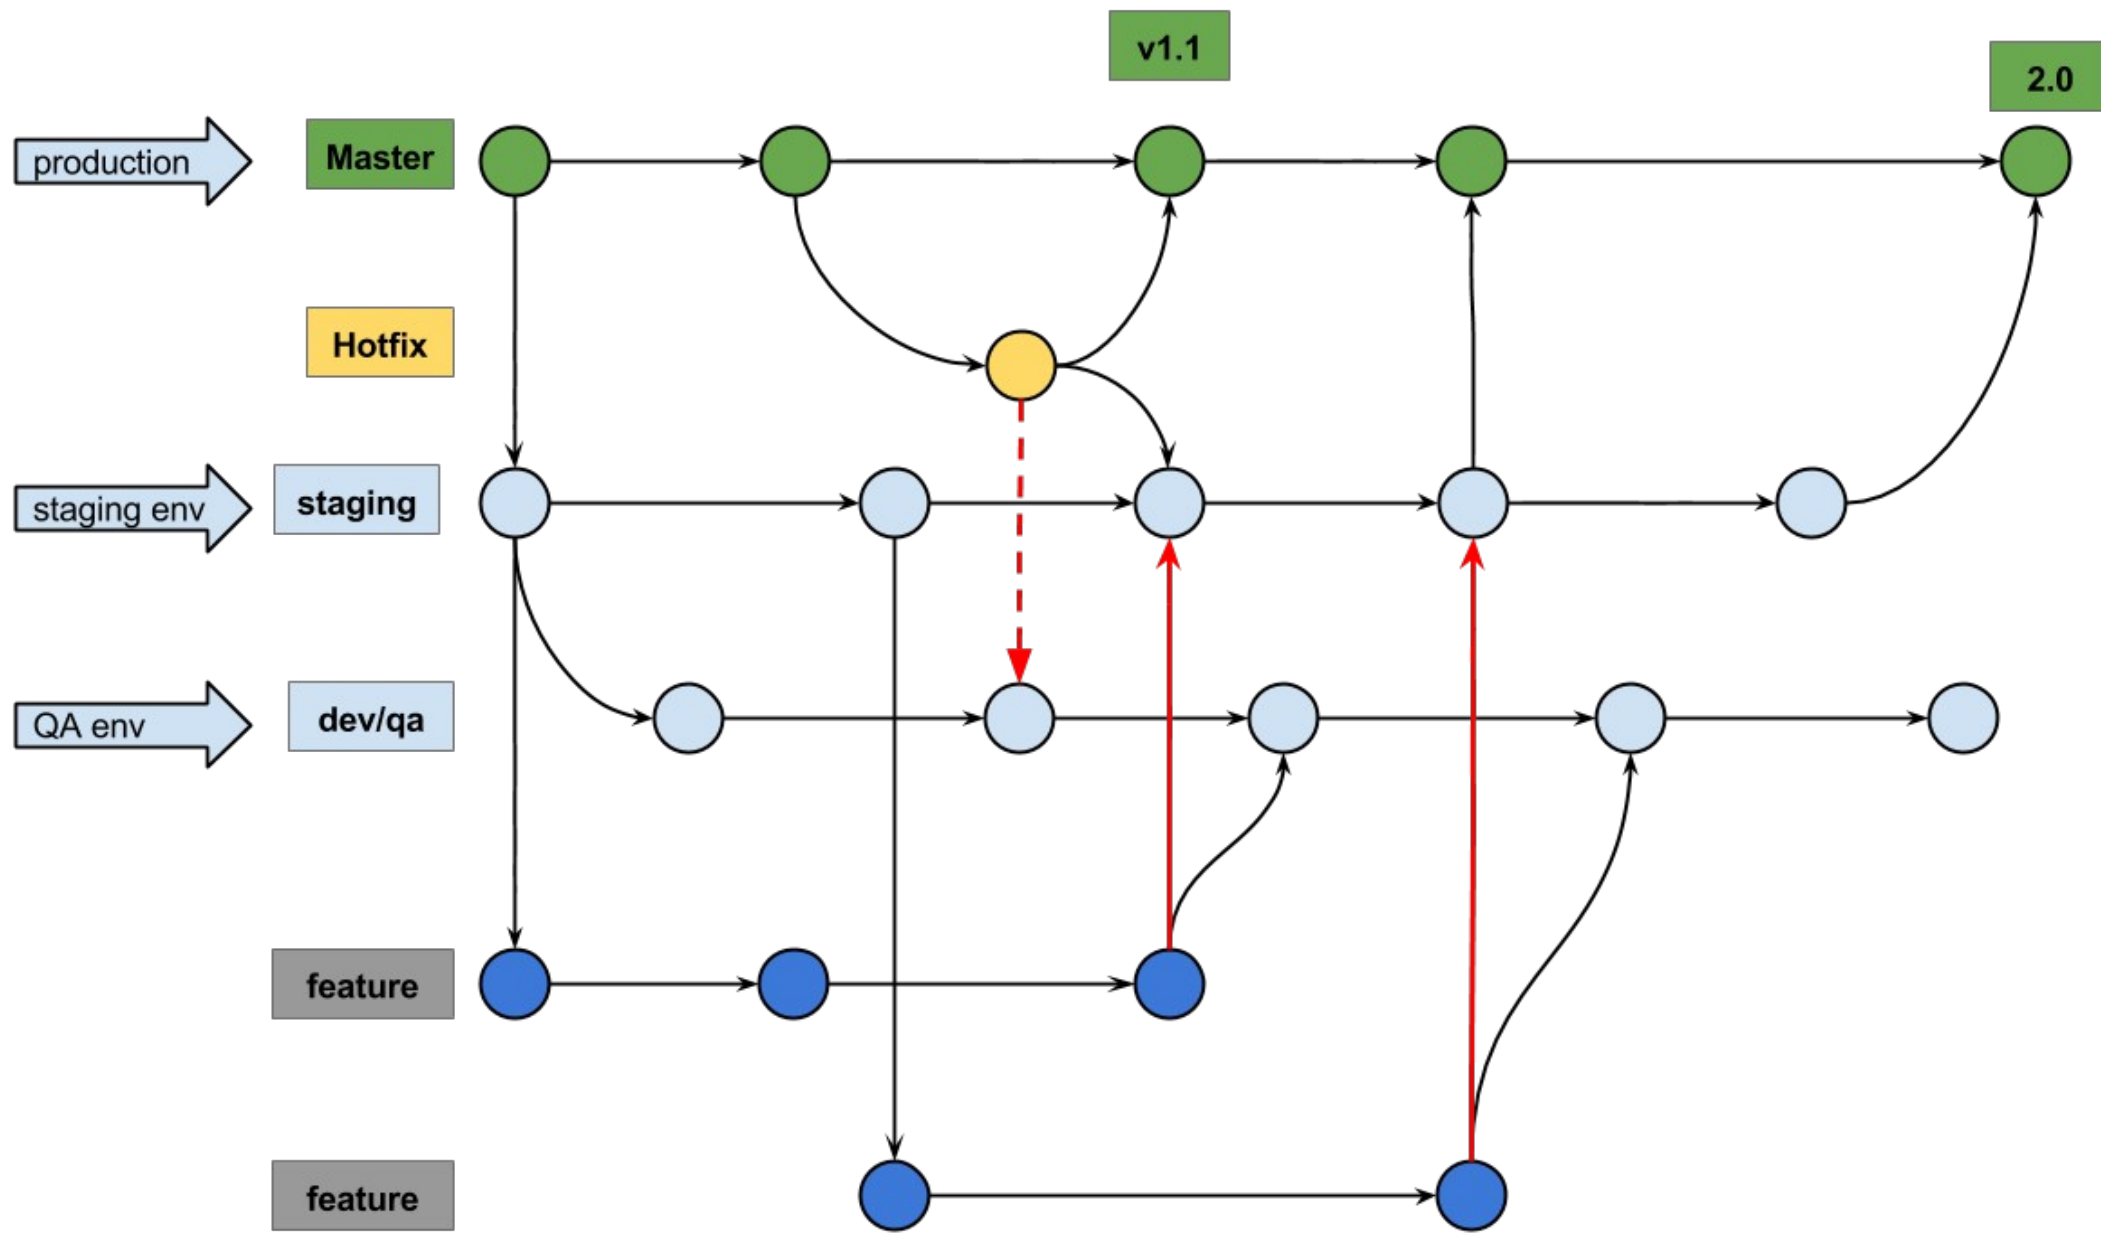 v1.1
2.0
production
Master
Hotfix
staging env
staging
QA env
dev/qa
feature
feature